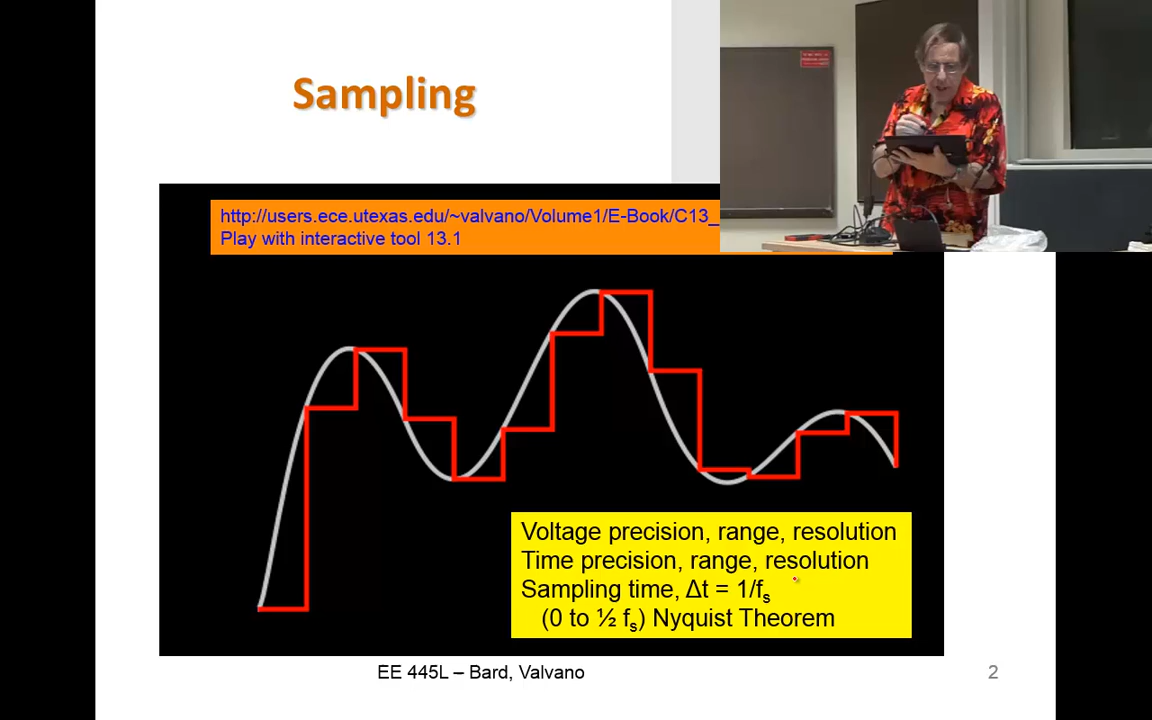 Sampling
http://users.ece.utexas.edu/~valvano/Volume1/E-Book/C13_
Play with interactive tool 13.1
Voltage precision, range, resolution
Time precision, range, resolution
Sampling time, Δt = 1/fs
(0 to ½ fs) Nyquist Theorem
EE 445L – Bard, Valvano
2